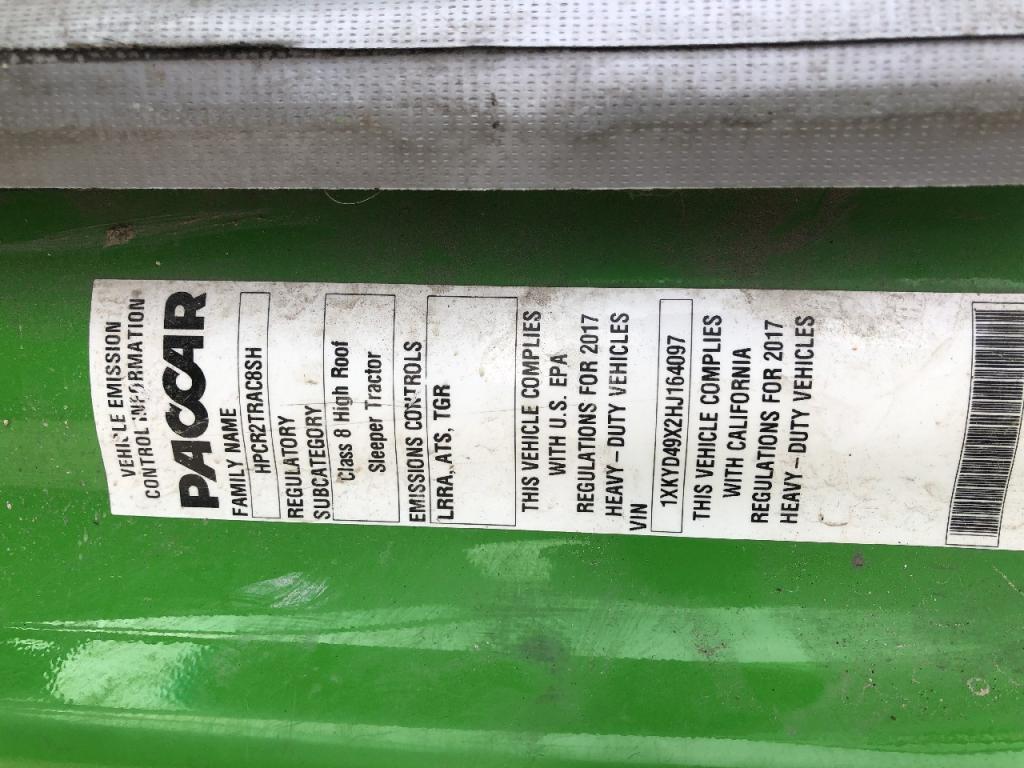 VEHICLE EMISSION
CONTROL INFORMATION
PACCAR
FAMILY NAME
HPCR2TRAC8SH
REGULATORY
SUBCATEGORY
Class 8 High Roof
Sleeper Tractor
EMISSIONS CONTROLS
LRRA, ATS, TGR
THIS VEHICLE COMPLIES
WITH U.S. EPA
REGULATIONS FOR 2017
HEAVY-DUTY VEHICLES
VIN
1XKYD49X2HJ164097
THIS VEHICLE COMPLIES
WITH CALIFORNIA
REGULATIONS FOR 2017
HEAVY-DUTY VEHICLES